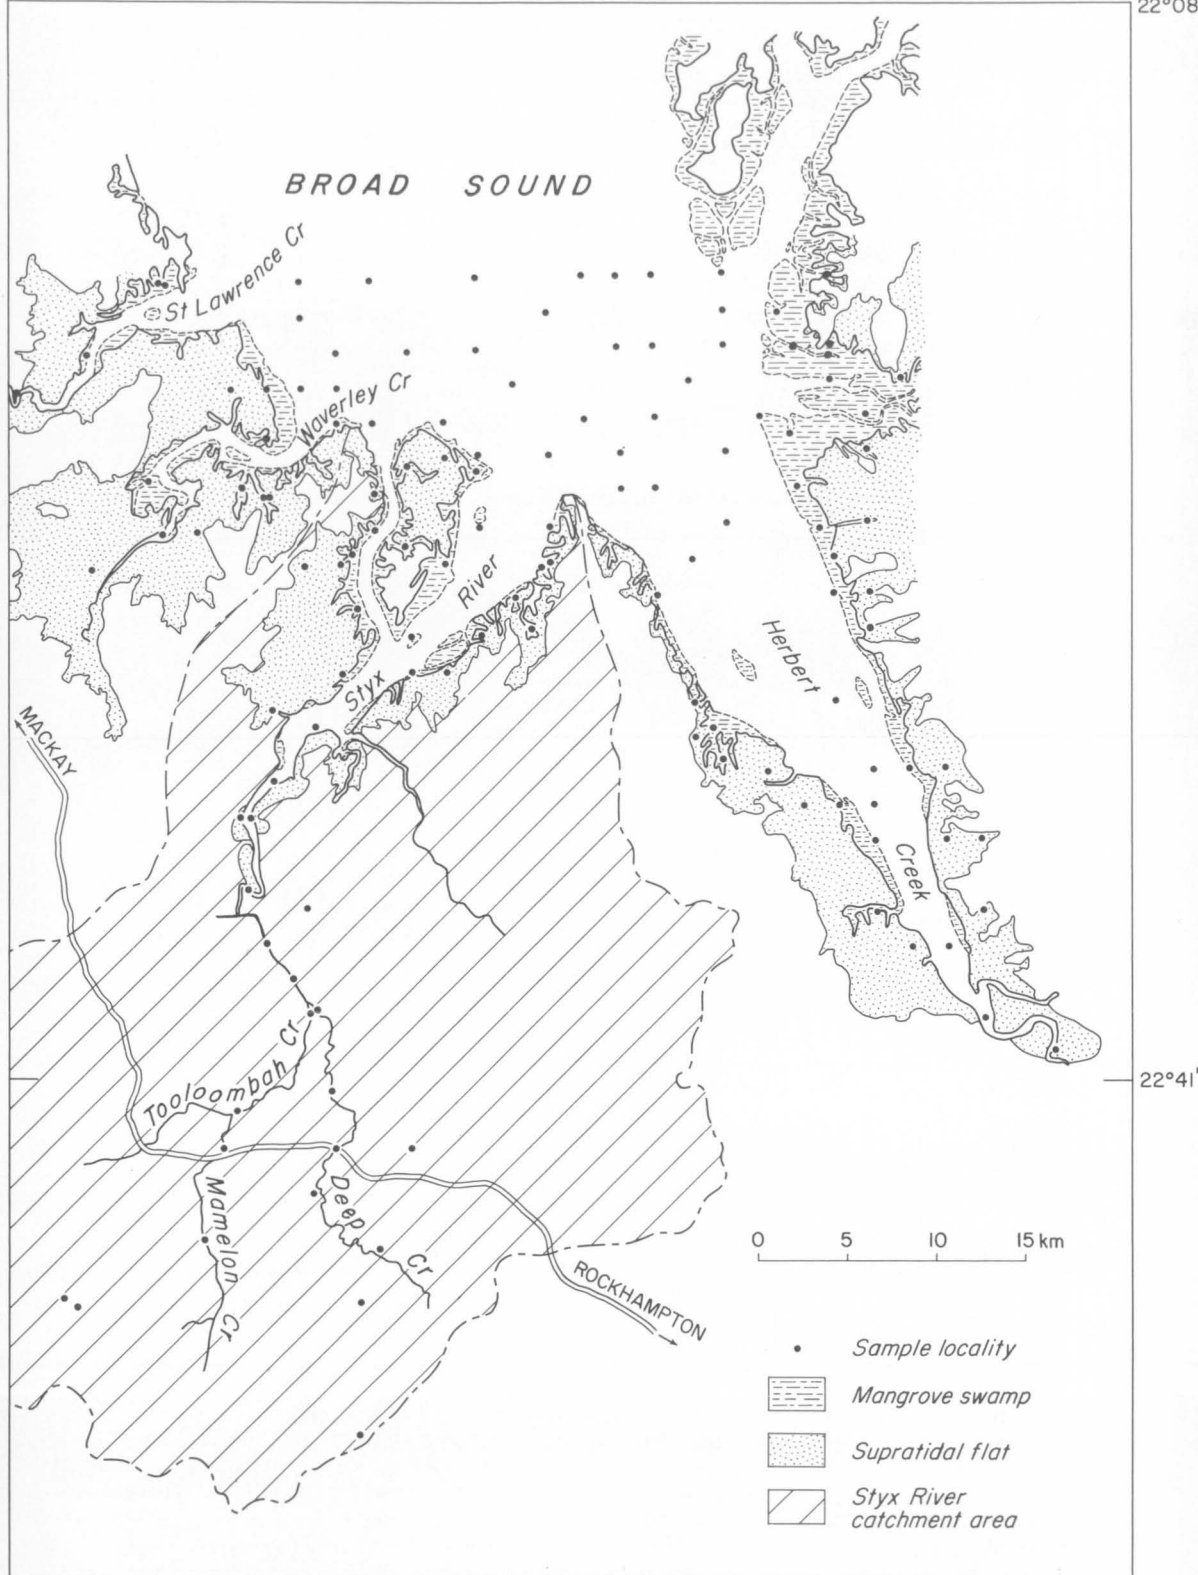 22°08
BROAD SOUND
St Lawrence Cr
Waverley Cr
River
Styx
Herbert
Creek
MACKAY
22°41'
Tooloombah Cr
Mamelon Cr
Deep Cr
0 5 10 15 km
ROCKHAMPTON
Sample locality
Mangrove swamp
Supratidal flat
Styx River
catchment area